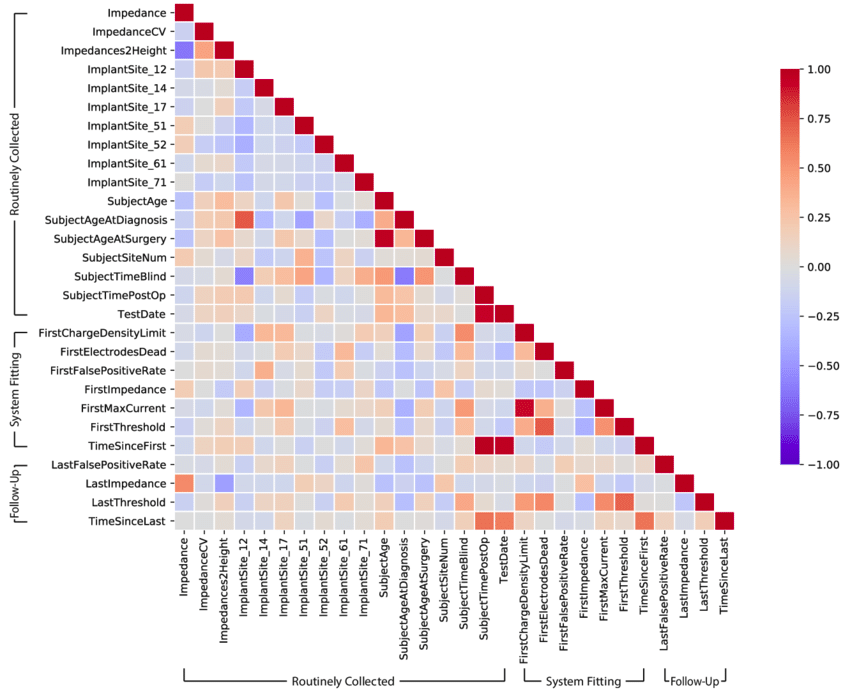 Impedance
ImpedanceCV
Impedances2Height
ImplantSite_12
ImplantSite_14
ImplantSite_17
ImplantSite_51
ImplantSite_52
ImplantSite_61
ImplantSite_71
SubjectAge
SubjectAgeAtDiagnosis
SubjectAgeAtSurgery
SubjectSiteNum
SubjectTimeBlind
SubjectTimePostOp
TestDate
FirstChargeDensityLimit
FirstElectrodesDead
FirstFalsePositiveRate
FirstImpedance
FirstMaxCurrent
FirstThreshold
TimeSinceFirst
LastFalsePositiveRate
LastImpedance
LastThreshold
TimeSinceLast
Routinely Collected
System Fitting
Follow-Up
1.00
0.75
0.50
0.25
0.00
−0.25
−0.50
−0.75
−1.00
Impedance
ImpedanceCV
Impedances2Height
ImplantSite_12
ImplantSite_14
ImplantSite_17
ImplantSite_51
ImplantSite_52
ImplantSite_61
ImplantSite_71
SubjectAge
SubjectAgeAtDiagnosis
SubjectAgeAtSurgery
SubjectSiteNum
SubjectTimeBlind
SubjectTimePostOp
TestDate
FirstChargeDensityLimit
FirstElectrodesDead
FirstFalsePositiveRate
FirstImpedance
FirstMaxCurrent
FirstThreshold
TimeSinceFirst
LastFalsePositiveRate
LastImpedance
LastThreshold
TimeSinceLast
Routinely Collected
System Fitting
Follow-Up